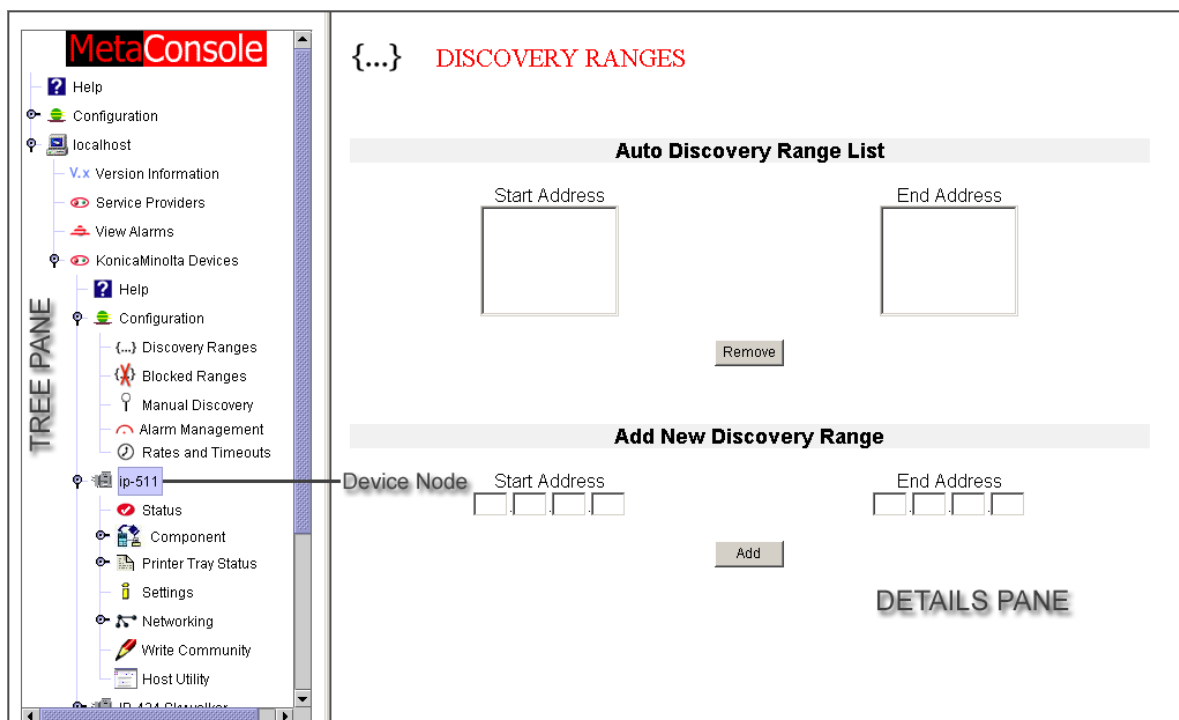 MetaConsole
Help
Configuration
localhost
V.x Version Information
Service Providers
View Alarms
KonicaMinolta Devices
Help
Configuration
{...} Discovery Ranges
Blocked Ranges
Manual Discovery
Alarm Management
Rates and Timeouts
ip-511
Status
Component
Printer Tray Status
Settings
Networking
Write Community
Host Utility
TREE PANE
Device Node
{...} DISCOVERY RANGES
Auto Discovery Range List
Start Address End Address
Remove
Add New Discovery Range
Start Address End Address
. . . . . .
Add
DETAILS PANE